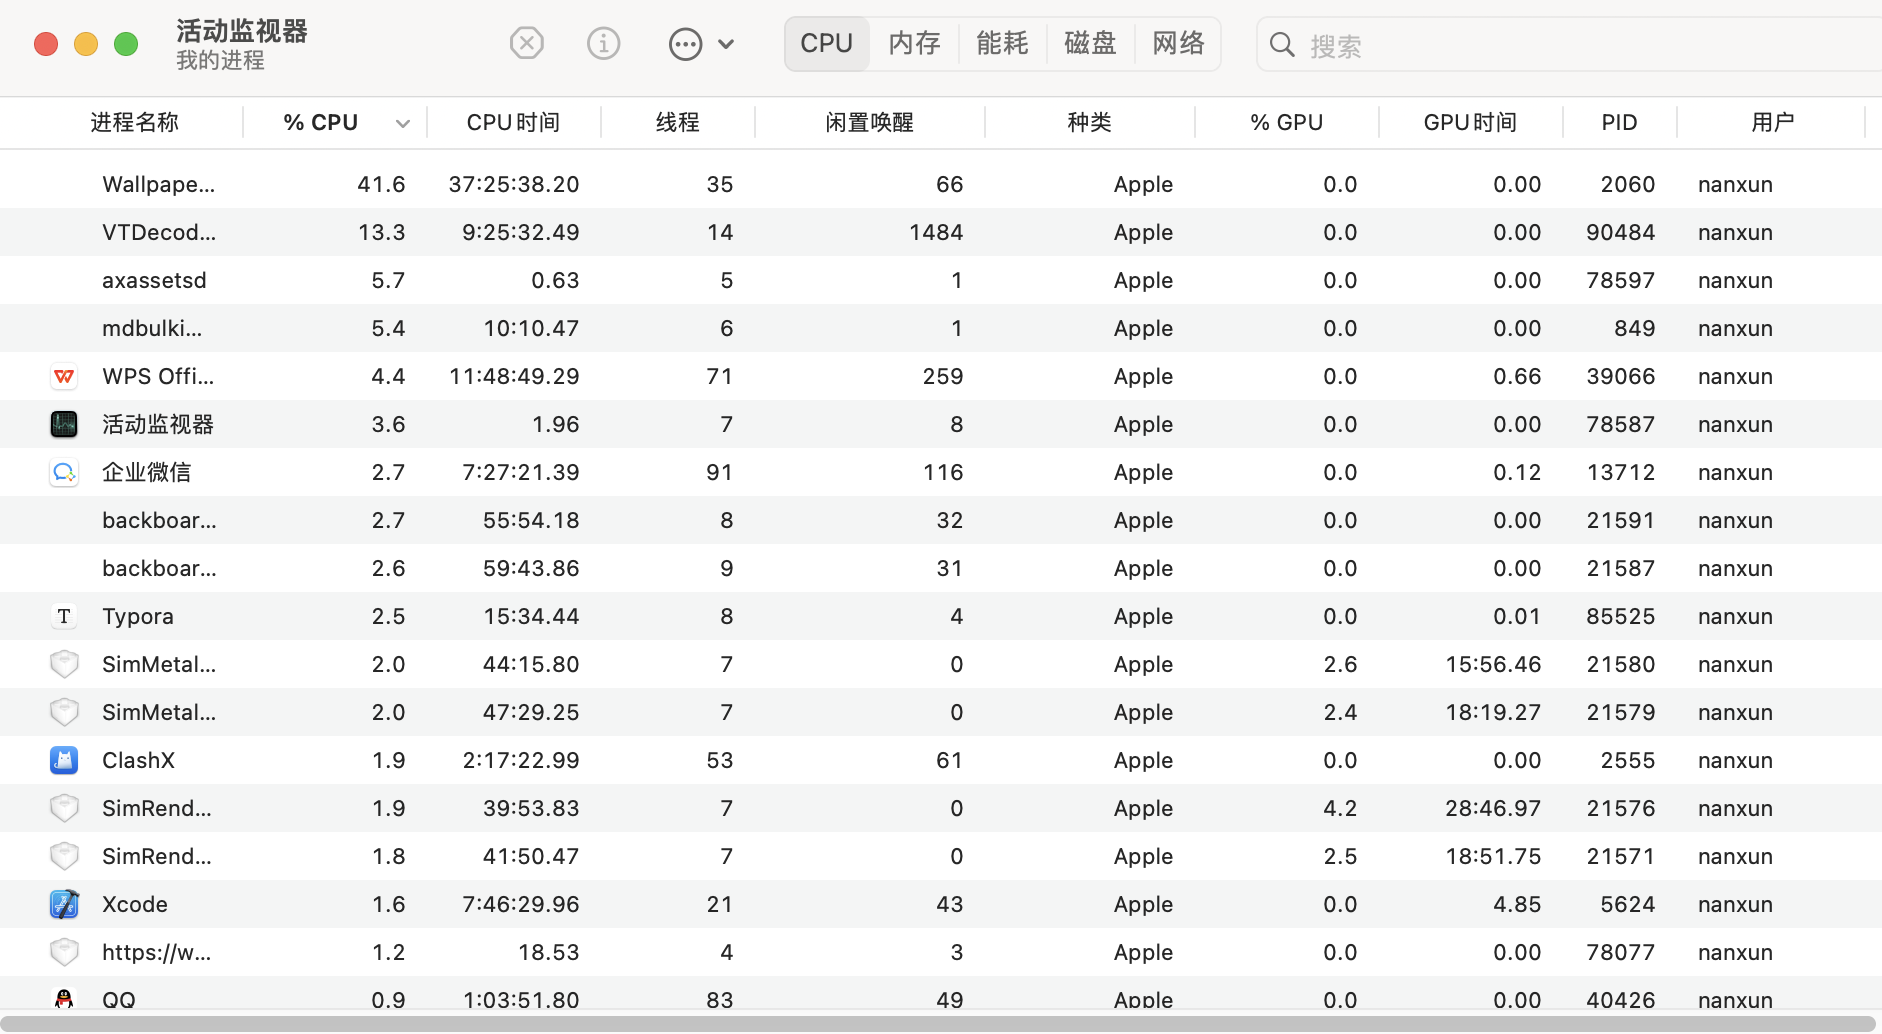 活动监视器
我的进程
CPU 内存 能耗 磁盘 网络 搜索
进程名称 % CPU CPU时间 线程 闲置唤醒 种类 % GPU GPU时间 PID 用户
Wallpape... 41.6 37:25:38.20 35 66 Apple 0.0 0.00 2060 nanxun
VTDecod... 13.3 9:25:32.49 14 1484 Apple 0.0 0.00 90484 nanxun
axassetsd 5.7 0.63 5 1 Apple 0.0 0.00 78597 nanxun
mdbulki... 5.4 10:10.47 6 1 Apple 0.0 0.00 849 nanxun
WPS Offi... 4.4 11:48:49.29 71 259 Apple 0.0 0.66 39066 nanxun
活动监视器 3.6 1.96 7 8 Apple 0.0 0.00 78587 nanxun
企业微信 2.7 7:27:21.39 91 116 Apple 0.0 0.12 13712 nanxun
backboar... 2.7 55:54.18 8 32 Apple 0.0 0.00 21591 nanxun
backboar... 2.6 59:43.86 9 31 Apple 0.0 0.00 21587 nanxun
T Typora 2.5 15:34.44 8 4 Apple 0.0 0.01 85525 nanxun
SimMetal... 2.0 44:15.80 7 0 Apple 2.6 15:56.46 21580 nanxun
SimMetal... 2.0 47:29.25 7 0 Apple 2.4 18:19.27 21579 nanxun
ClashX 1.9 2:17:22.99 53 61 Apple 0.0 0.00 2555 nanxun
SimRend... 1.9 39:53.83 7 0 Apple 4.2 28:46.97 21576 nanxun
SimRend... 1.8 41:50.47 7 0 Apple 2.5 18:51.75 21571 nanxun
Xcode 1.6 7:46:29.96 21 43 Apple 0.0 4.85 5624 nanxun
https://w... 1.2 18.53 4 3 Apple 0.0 0.00 78077 nanxun
QQ 0.9 1:03:51.80 83 49 Apple 0.0 0.00 40426 nanxun